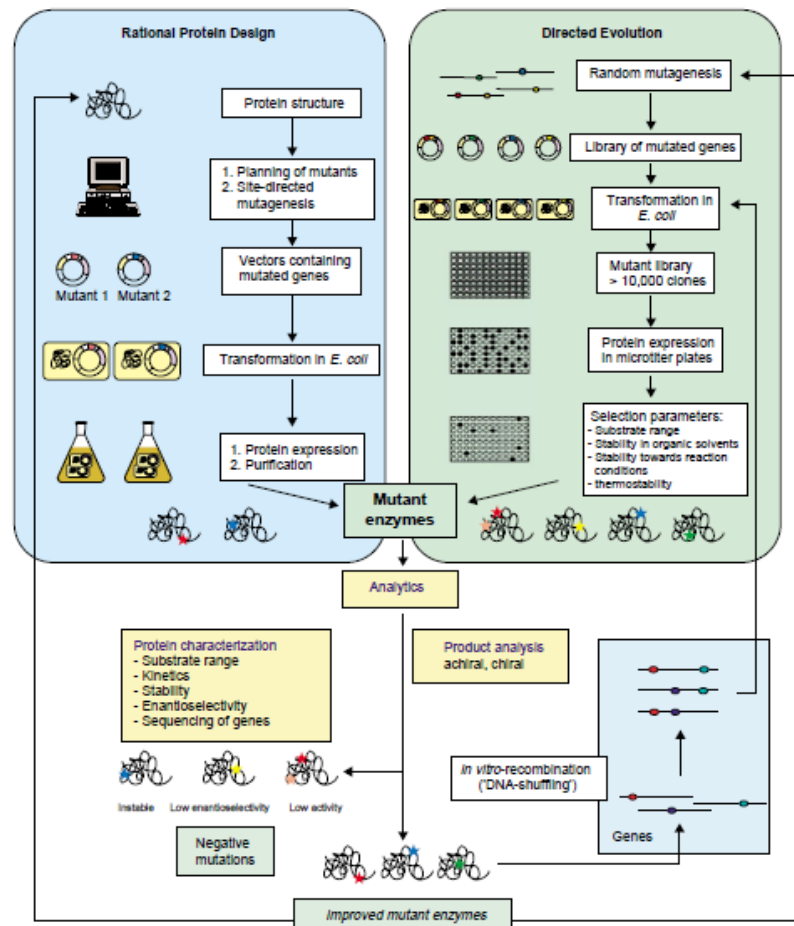 Rational Protein Design
Protein structure
1. Planning of mutants
2. Site-directed
mutagenesis
Vectors containing
mutated genes
Mutant 1 Mutant 2
Transformation in E. coli
1. Protein expression
2. Purification
Directed Evolution
Random mutagenesis
Library of mutated genes
Transformation in
E. coli
Mutant library
> 10,000 clones
Protein expression
in microtiter plates
Selection parameters:
- Substrate range
- Stability in organic solvents
- Stability towards reaction
conditions
- thermostability
Mutant
enzymes
Analytics
Protein characterization
- Substrate range
- Kinetics
- Stability
- Enantioselectivity
- Sequencing of genes
Product analysis
achiral, chiral
Instable Low enantioselectivity Low activity
Negative
mutations
In vitro-recombination
("DNA-shuffling")
Genes
Improved mutant enzymes